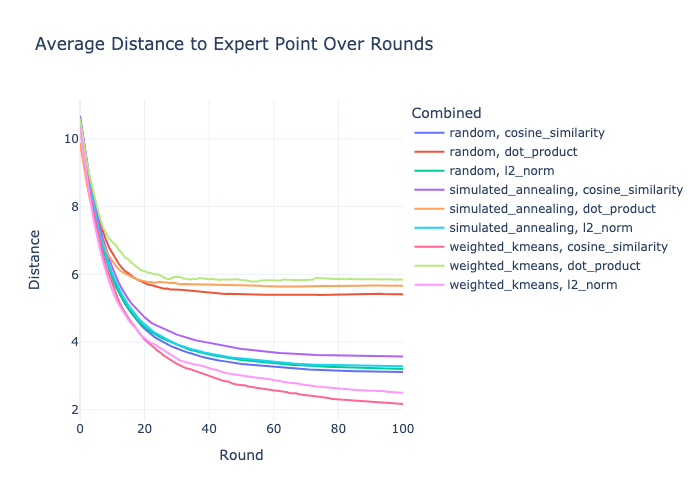 Average Distance to Expert Point Over Rounds
Combined
random, cosine_similarity
random, dot_product
random, l2_norm
simulated_annealing, cosine_similarity
simulated_annealing, dot_product
simulated_annealing, l2_norm
weighted_kmeans, cosine_similarity
weighted_kmeans, dot_product
weighted_kmeans, l2_norm
Distance
10
8
6
4
2
0
20
40
60
80
100
Round